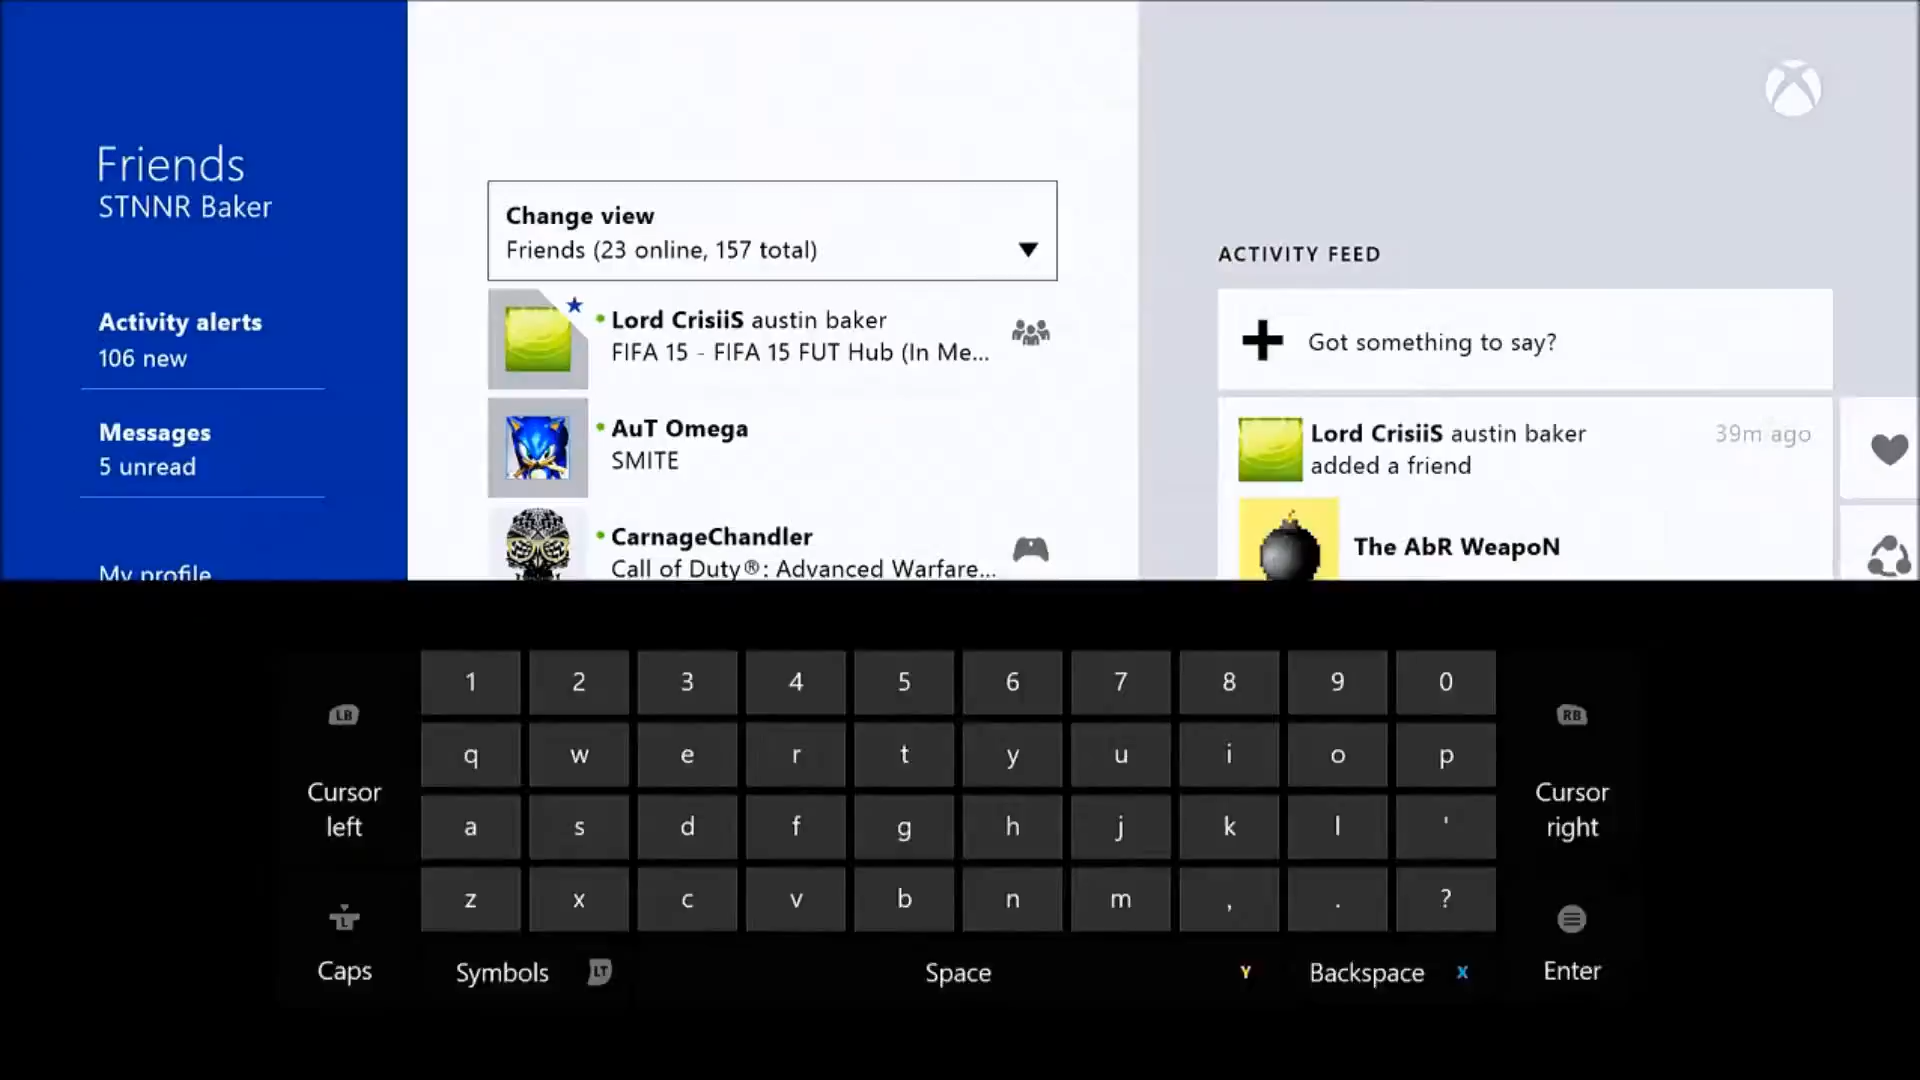 Friends
STNNR Baker
Activity alerts
106 new
Messages
5 unread
My profile
Change view
Friends (23 online, 157 total)
Lord CrisiiS austin baker
FIFA 15 - FIFA 15 FUT Hub (In Me...
AuT Omega
SMITE
CarnageChandler
Call of Duty®: Advanced Warfare...
ACTIVITY FEED
Got something to say?
Lord CrisiiS austin baker 39m ago
added a friend
The AbR WeapoN
1 2 3 4 5 6 7 8 9 0
q w e r t y u i o p
a s d f g h j k l '
z x c v b n m , . ?
LB
Cursor
left
L
Caps
RB
Cursor
right
Enter
Symbols LT Space Y Backspace X